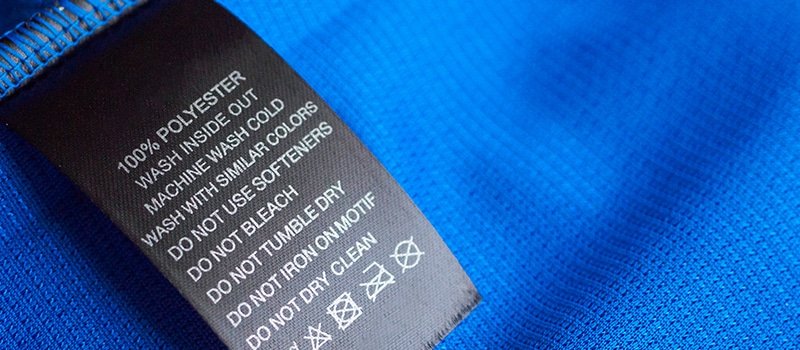 100% POLYESTER
WASH INSIDE OUT
MACHINE WASH COLD
WASH WITH SIMILAR COLORS
DO NOT USE SOFTENERS
DO NOT BLEACH
DO NOT TUMBLE DRY
DO NOT IRON ON MOTIF
DO NOT DRY CLEAN